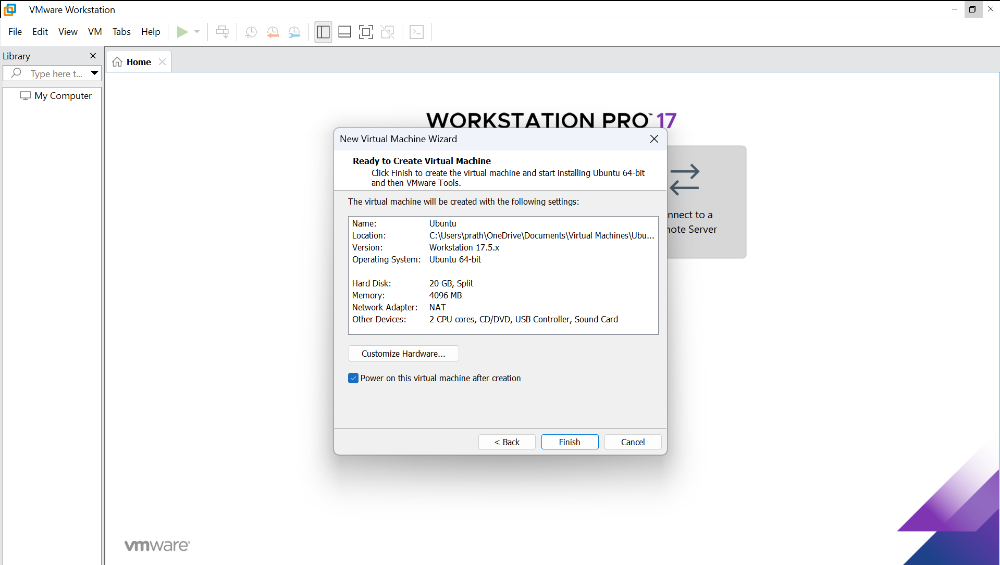 VMware Workstation
File Edit View VM Tabs Help
Library
Type here t...
My Computer
Home
WORKSTATION PRO™ 17
New Virtual Machine Wizard
Ready to Create Virtual Machine
Click Finish to create the virtual machine and start installing Ubuntu 64-bit
and then VMware Tools.
The virtual machine will be created with the following settings:
Name: Ubuntu
Location: C:\Users\prath\OneDrive\Documents\Virtual Machines\Ubu...
Version: Workstation 17.5.x
Operating System: Ubuntu 64-bit
Hard Disk: 20 GB, Split
Memory: 4096 MB
Network Adapter: NAT
Other Devices: 2 CPU cores, CD/DVD, USB Controller, Sound Card
Customize Hardware...
Power on this virtual machine after creation
< Back
Finish
Cancel
nnect to a
note Server
vmware®